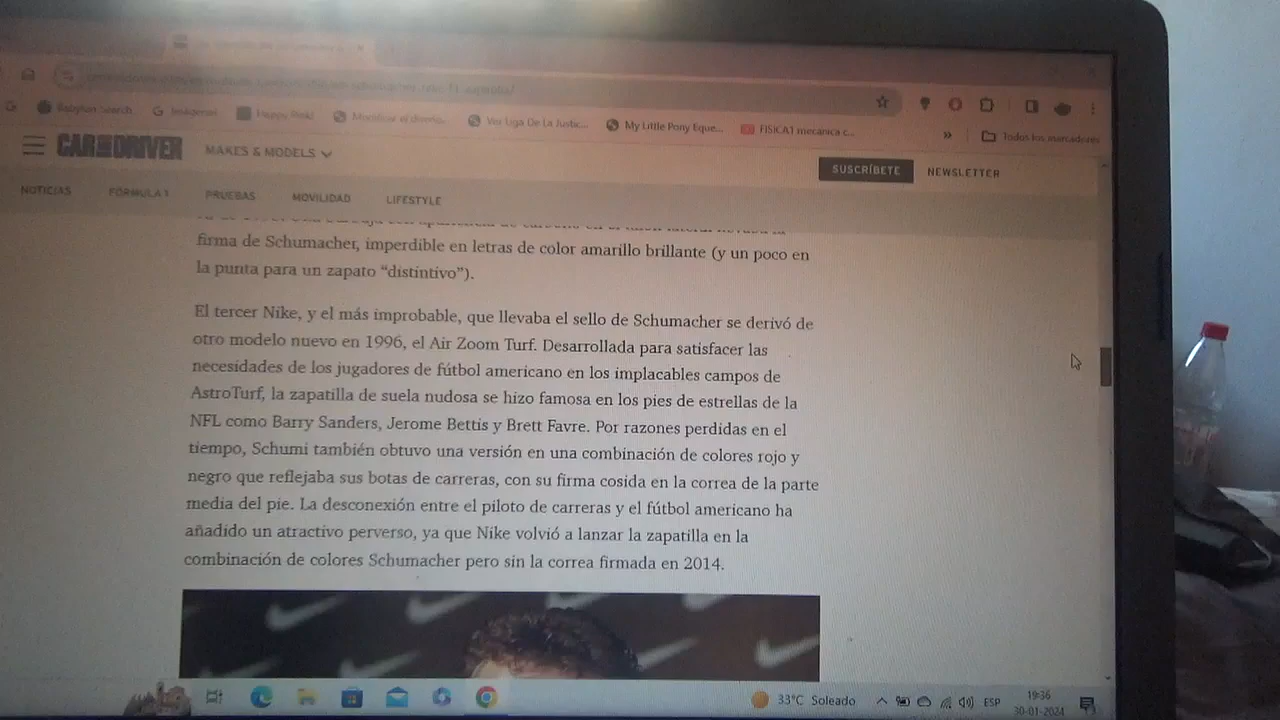 Babylon Search
Imágenes
Ver Liga De La Justic...
My Little Pony Eque...
FISICA1 mecanica c...
»
Todos los marcadores
CAR AND DRIVER
MAKES & MODELS
SUSCRÍBETE
NEWSLETTER
NOTICIAS
FÓRMULA 1
PRUEBAS
MOVILIDAD
LIFESTYLE
firma de Schumacher, imperdible en letras de color amarillo brillante (y un poco en
la punta para un zapato “distintivo”).
El tercer Nike, y el más improbable, que llevaba el sello de Schumacher se derivó de
otro modelo nuevo en 1996, el Air Zoom Turf. Desarrollada para satisfacer las
necesidades de los jugadores de fútbol americano en los implacables campos de
AstroTurf, la zapatilla de suela nudosa se hizo famosa en los pies de estrellas de la
NFL como Barry Sanders, Jerome Bettis y Brett Favre. Por razones perdidas en el
tiempo, Schumi también obtuvo una versión en una combinación de colores rojo y
negro que reflejaba sus botas de carreras, con su firma cosida en la correa de la parte
media del pie. La desconexión entre el piloto de carreras y el fútbol americano ha
añadido un atractivo perverso, ya que Nike volvió a lanzar la zapatilla en la
combinación de colores Schumacher pero sin la correa firmada en 2014.
33°C Soleado
ESP
19:36
30-01-2024